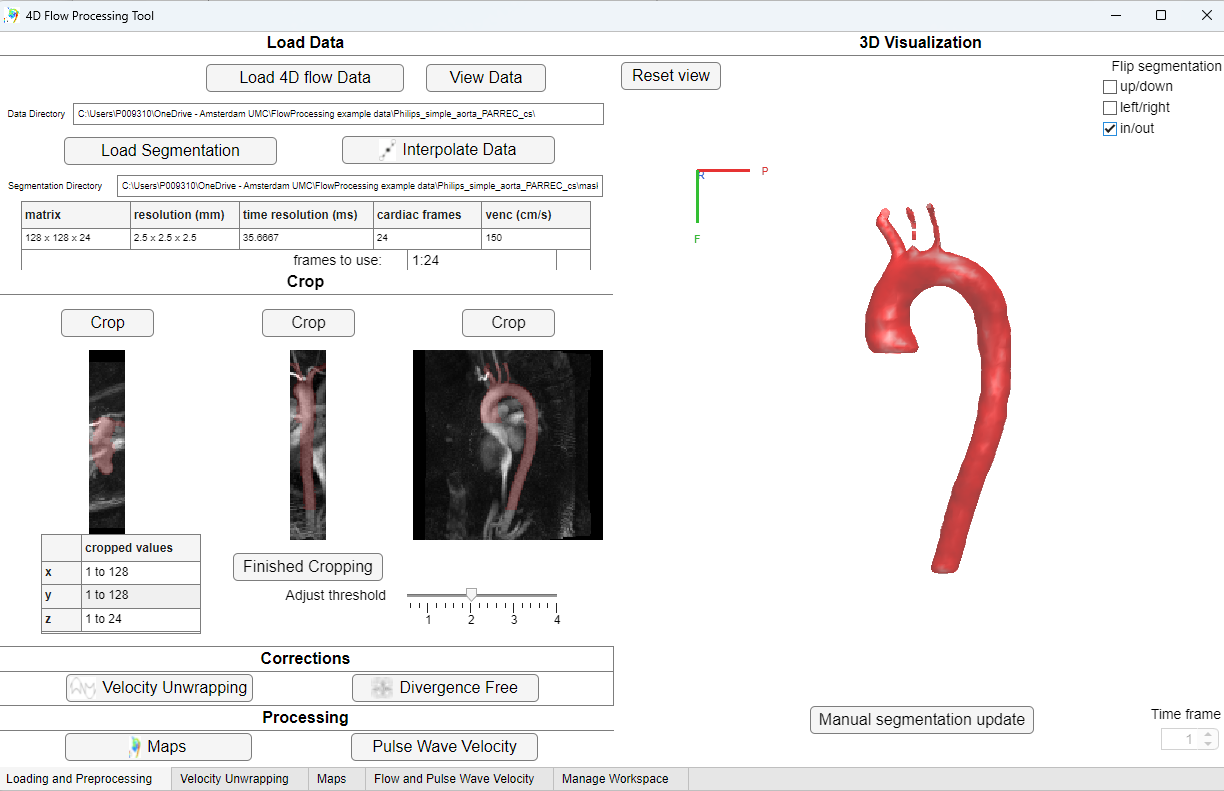 4D Flow Processing Tool
Load Data
Load 4D flow Data
View Data
Data Directory
C:\Users\P009310\OneDrive - Amsterdam UMC\FlowProcessing example data\Philips_simple_aorta_PARREC_cs\
Load Segmentation
Interpolate Data
Segmentation Directory
C:\Users\P009310\OneDrive - Amsterdam UMC\FlowProcessing example data\Philips_simple_aorta_PARREC_cs\mask
matrix resolution (mm) time resolution (ms) cardiac frames venc (cm/s)
128 x 128 x 24 2.5 x 2.5 x 2.5 35.6667 24 150
frames to use: 1:24
Crop
Crop Crop Crop
cropped values
x 1 to 128
y 1 to 128
z 1 to 24
Finished Cropping
Adjust threshold
1 2 3 4
Corrections
Velocity Unwrapping
Divergence Free
Processing
Maps
Pulse Wave Velocity
3D Visualization
Reset view
Flip segmentation
up/down
left/right
in/out
R P
F
Manual segmentation update
Time frame
1
Loading and Preprocessing Velocity Unwrapping Maps Flow and Pulse Wave Velocity Manage Workspace